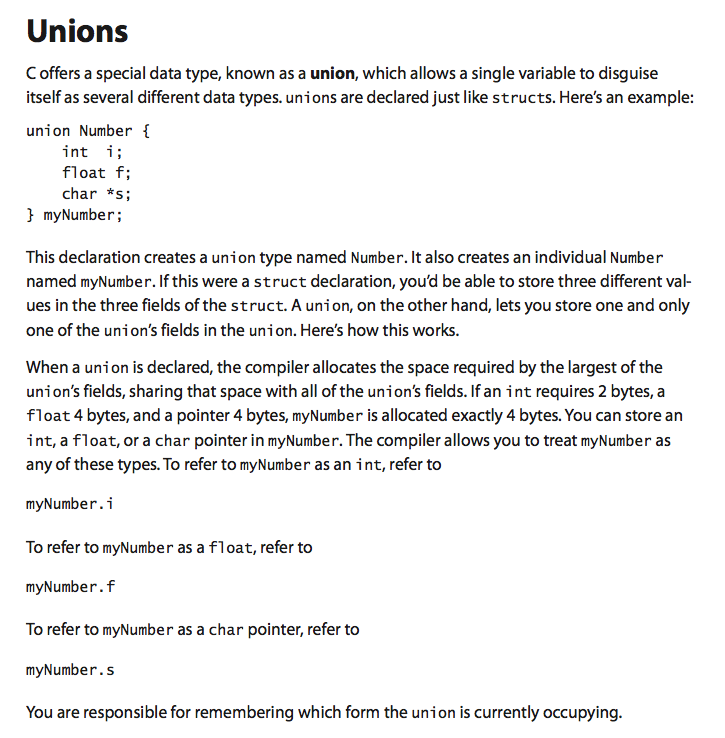 Unions
C offers a special data type, known as a union, which allows a single variable to disguise
itself as several different data types. unions are declared just like structs. Here’s an example:
union Number {
    int  i;
    float f;
    char *s;
} myNumber;
This declaration creates a union type named Number. It also creates an individual Number
named myNumber. If this were a struct declaration, you’d be able to store three different val-
ues in the three fields of the struct. A union, on the other hand, lets you store one and only
one of the union’s fields in the union. Here’s how this works.
When a union is declared, the compiler allocates the space required by the largest of the
union’s fields, sharing that space with all of the union’s fields. If an int requires 2 bytes, a
float 4 bytes, and a pointer 4 bytes, myNumber is allocated exactly 4 bytes. You can store an
int, a float, or a char pointer in myNumber. The compiler allows you to treat myNumber as
any of these types. To refer to myNumber as an int, refer to
myNumber.i
To refer to myNumber as a float, refer to
myNumber.f
To refer to myNumber as a char pointer, refer to
myNumber.s
You are responsible for remembering which form the union is currently occupying.